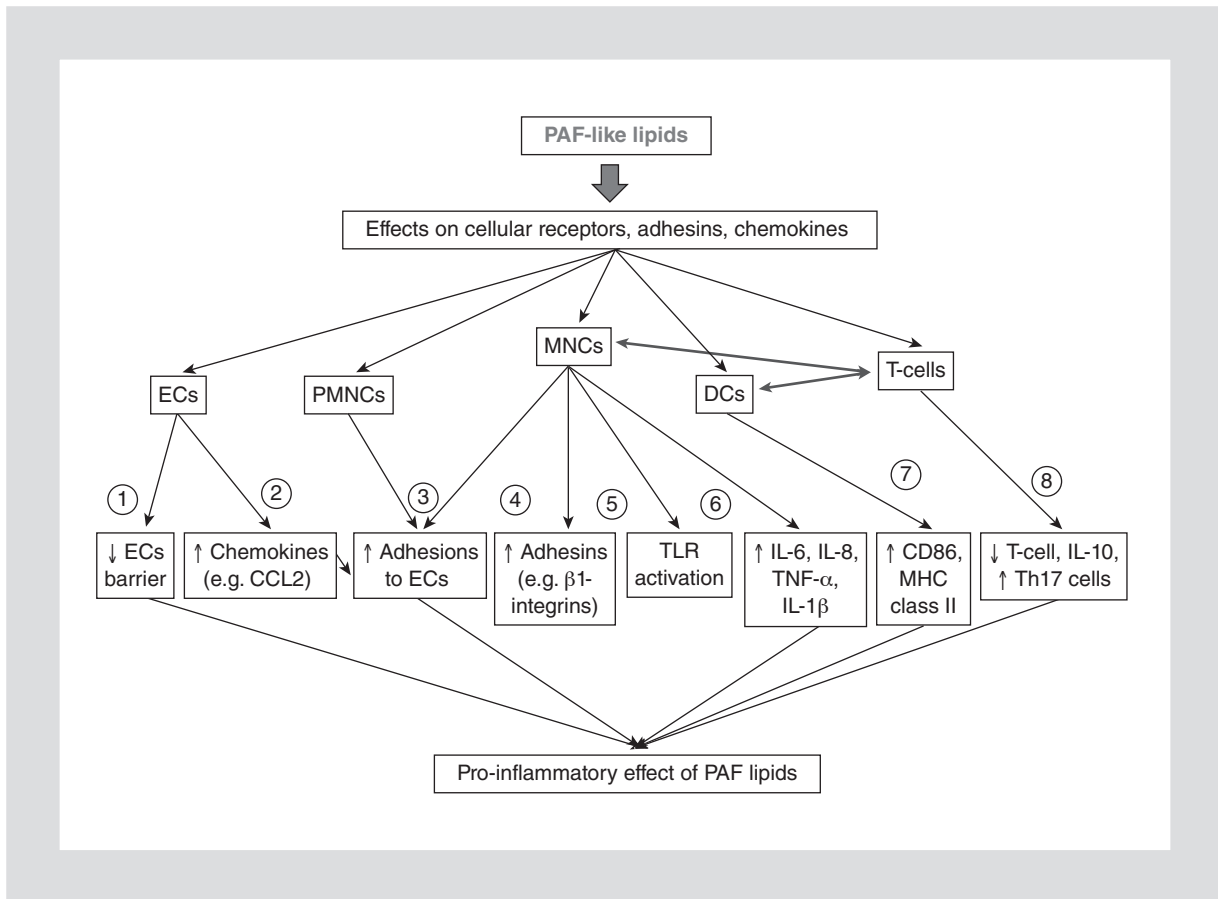 PAF-like lipids
Effects on cellular receptors, adhesins, chemokines
MNCs
T-cells
ECs
PMNCs
DCs
1
2
3
4
5
6
7
8
↓ ECs
barrier
↑ Chemokines
(e.g. CCL2)
↑ Adhesions
to ECs
↑ Adhesins
(e.g. β1-
integrins)
TLR
activation
↑ IL-6, IL-8,
TNF-α,
IL-1β
↑ CD86,
MHC
class II
↓ T-cell, IL-10,
↑ Th17 cells
Pro-inflammatory effect of PAF lipids